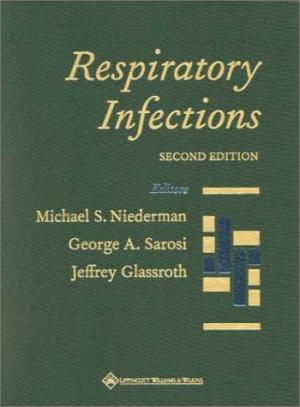 Respiratory
Infections
SECOND EDITION
Editors
Michael S. Niederman
George A. Sarosi
Jeffrey Glassroth
LIPPINCOTT WILLIAMS & WILKINS